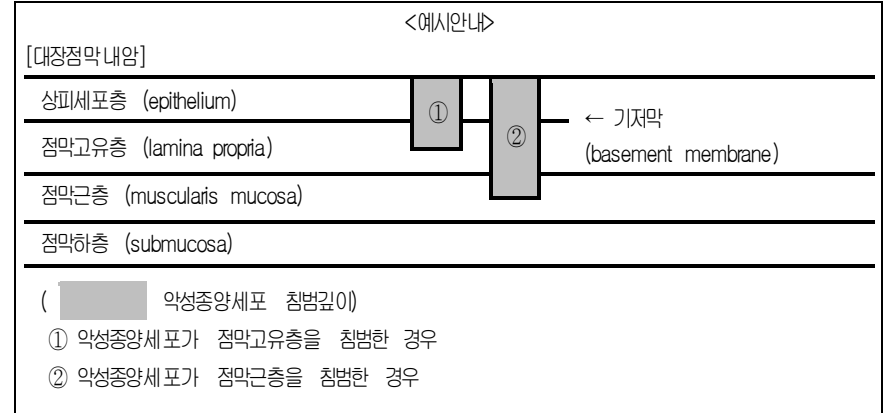 <예시안내>
[대장점막내암]
상피세포층 (epithelium)
①
②
← 기저막
(basement membrane)
점막고유층 (lamina propria)
점막근층 (muscularis mucosa)
점막하층 (submucosa)
( 악성종양세포 침범깊이)
① 악성종양세포가 점막고유층을 침범한 경우
② 악성종양세포가 점막근층을 침범한 경우